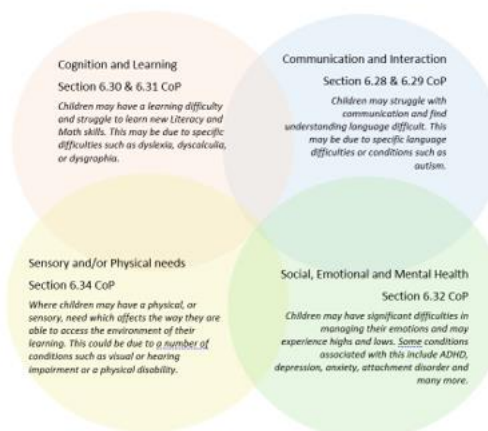 Cognition and Learning
Section 6.30 & 6.31 CoP
Children may have a learning difficulty
and struggle to learn new Literacy and
Math skills. This may be due to specific
difficulties such as dyslexia, dyscalculia,
or dysgraphia.
Communication and Interaction
Section 6.28 & 6.29 CoP
Children may struggle with
communication and find
understanding language difficult. This
may be due to specific language
difficulties or conditions such as
autism.
Sensory and/or Physical needs
Section 6.34 CoP
Where children may have a physical, or
sensory, need which affects the way they are
able to access the environment of their
learning. This could be due to a number of
conditions such as visual or hearing
impairment or a physical disability.
Social, Emotional and Mental Health
Section 6.32 CoP
Children may have significant difficulties in
managing their emotions and may
experience highs and lows. Some conditions
associated with this include ADHD,
depression, anxiety, attachment disorder and
many more.